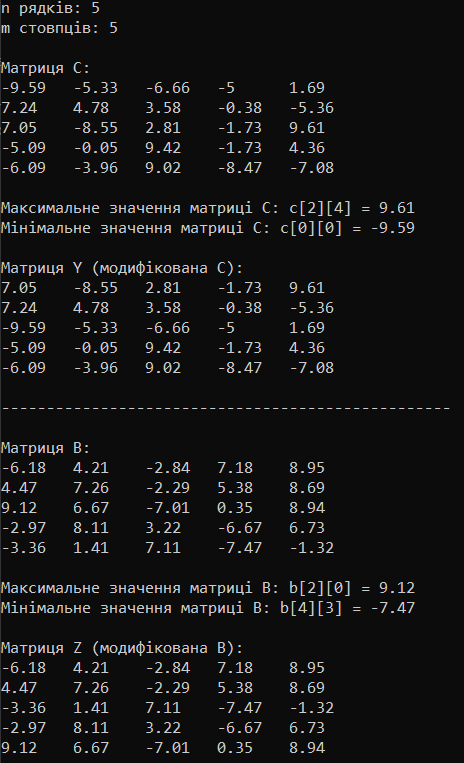 n рядків: 5
m стовпців: 5
Матриця C:
-9.59 -5.33 -6.66 -5 1.69
7.24 4.78 3.58 -0.38 -5.36
7.05 -8.55 2.81 -1.73 9.61
-5.09 -0.05 9.42 -1.73 4.36
-6.09 -3.96 9.02 -8.47 -7.08
Максимальне значення матриці C: c[2][4] = 9.61
Мінімальне значення матриці C: c[0][0] = -9.59
Матриця Y (модифікована C):
7.05 -8.55 2.81 -1.73 9.61
7.24 4.78 3.58 -0.38 -5.36
-9.59 -5.33 -6.66 -5 1.69
-5.09 -0.05 9.42 -1.73 4.36
-6.09 -3.96 9.02 -8.47 -7.08
--------------------------------------------------
Матриця B:
-6.18 4.21 -2.84 7.18 8.95
4.47 7.26 -2.29 5.38 8.69
9.12 6.67 -7.01 0.35 8.94
-2.97 8.11 3.22 -6.67 6.73
-3.36 1.41 7.11 -7.47 -1.32
Максимальне значення матриці B: b[2][0] = 9.12
Мінімальне значення матриці B: b[4][3] = -7.47
Матриця Z (модифікована B):
-6.18 4.21 -2.84 7.18 8.95
4.47 7.26 -2.29 5.38 8.69
-3.36 1.41 7.11 -7.47 -1.32
-2.97 8.11 3.22 -6.67 6.73
9.12 6.67 -7.01 0.35 8.94